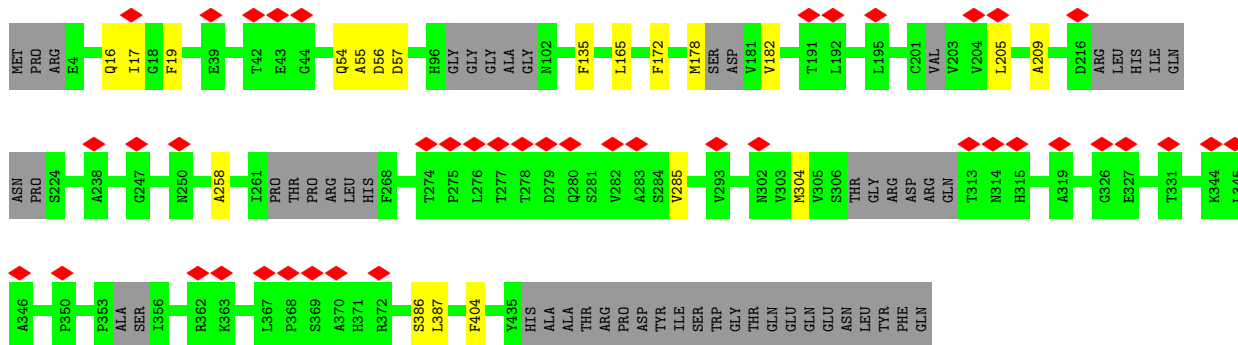 MET PRO ARG E4 Q16 I17 G18 F19 E39 T42 E43 G44 Q54 A55 D56 D57 H96 GLY GLY GLY ALA GLY N102 F135 L165 F172 M178 SER ASP V181 V182 T191 L192 L195 C201 VAL V203 V204 L205 A209 D216 ARG LEU HIS ILE GLN
ASN PRO S224 A238 G247 N250 A258 I261 PRO THR PRO ARG LEU HIS F268 T274 P275 L276 T277 T278 D279 Q280 S281 V282 A283 S284 V285 V293 N302 V303 M304 V305 S306 THR GLY ARG ASP ARG GLN T313 N314 H315 A319 G326 E327 T331 K344 L345
A346 P350 P353 ALA SER I356 R362 K363 L367 P368 S369 A370 H371 R372 S386 L387 F404 Y435 HIS ALA ALA THR ARG PRO ASP TYR ILE SER TRP GLY THR GLN GLU GLN GLU ASN LEU TYR PHE GLN